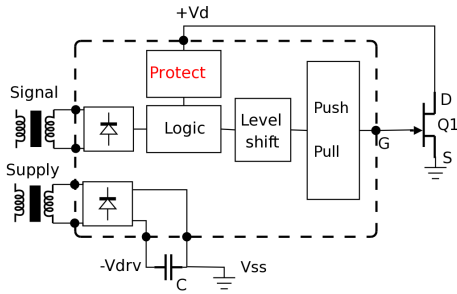 +Vd
Signal
Protect
Logic
Level
shift
Push
Pull
D
Q1
G
S
Supply
-Vdrv
C
Vss